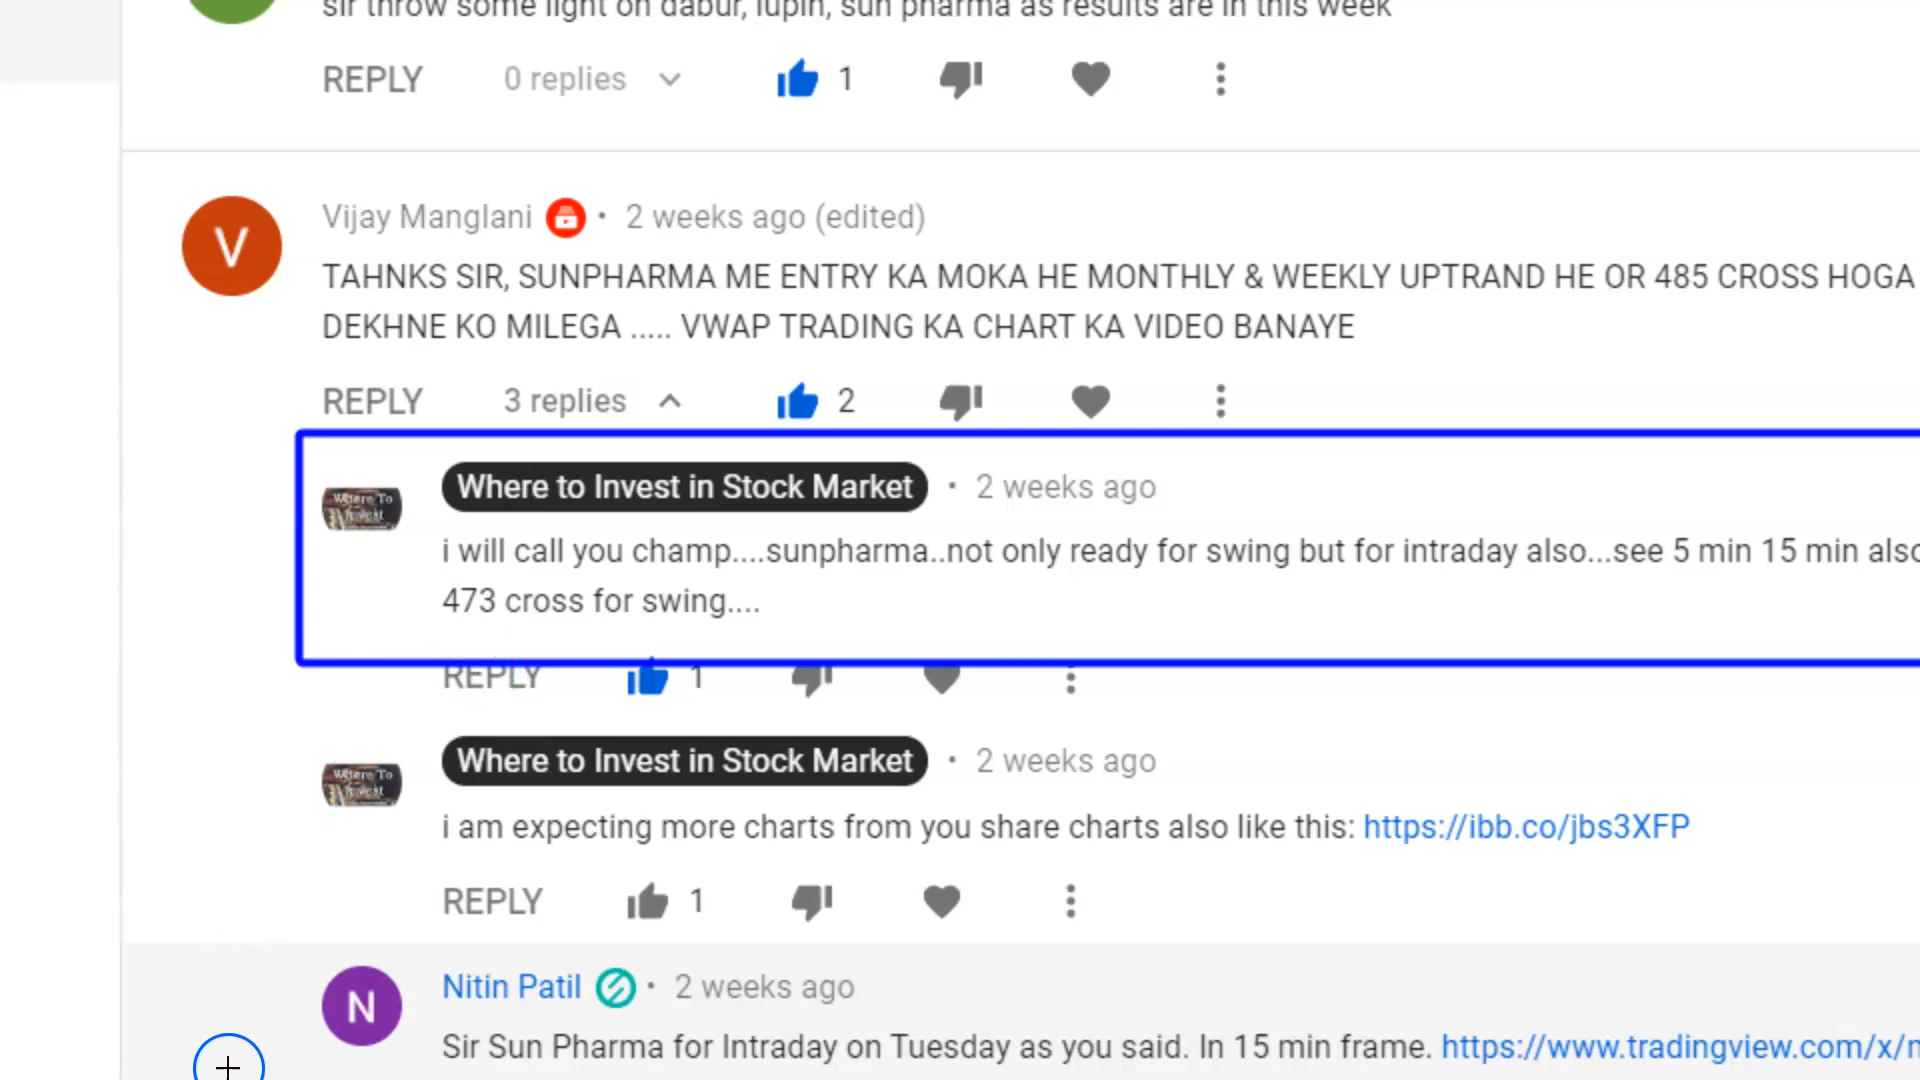 sir throw some light on dabur, lupin, sun pharma as results are in this week
REPLY 0 replies 1
V
Vijay Manglani • 2 weeks ago (edited)
TAHNKS SIR, SUNPHARMA ME ENTRY KA MOKA HE MONTHLY & WEEKLY UPTRAND HE OR 485 CROSS HOGA
DEKHNE KO MILEGA ..... VWAP TRADING KA CHART KA VIDEO BANAYE
REPLY 3 replies 2
Where To
Invest
Where to Invest in Stock Market • 2 weeks ago
i will call you champ....sunpharma..not only ready for swing but for intraday also...see 5 min 15 min also
473 cross for swing....
REPLY 1
Where To
Invest
Where to Invest in Stock Market • 2 weeks ago
i am expecting more charts from you share charts also like this: https://ibb.co/jbs3XFP
REPLY 1
N
Nitin Patil • 2 weeks ago
Sir Sun Pharma for Intraday on Tuesday as you said. In 15 min frame. https://www.tradingview.com/x/